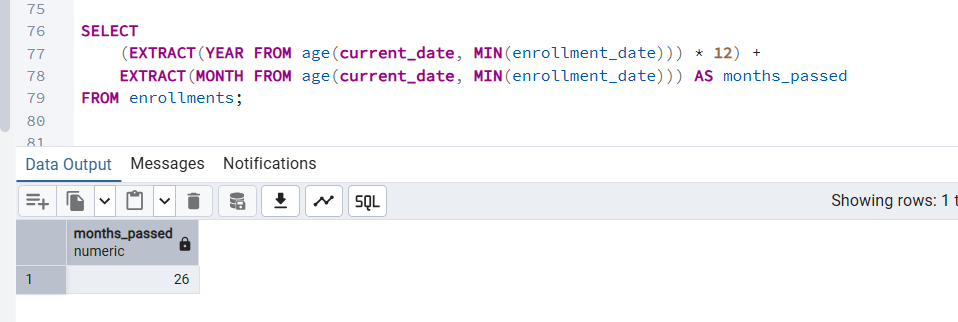 75
76 SELECT
77 (EXTRACT(YEAR FROM age(current_date, MIN(enrollment_date))) * 12) +
78 EXTRACT(MONTH FROM age(current_date, MIN(enrollment_date))) AS months_passed
79 FROM enrollments;
80
81
Data Output Messages Notifications
SQL Showing rows: 1 t
months_passed
numeric
1 26